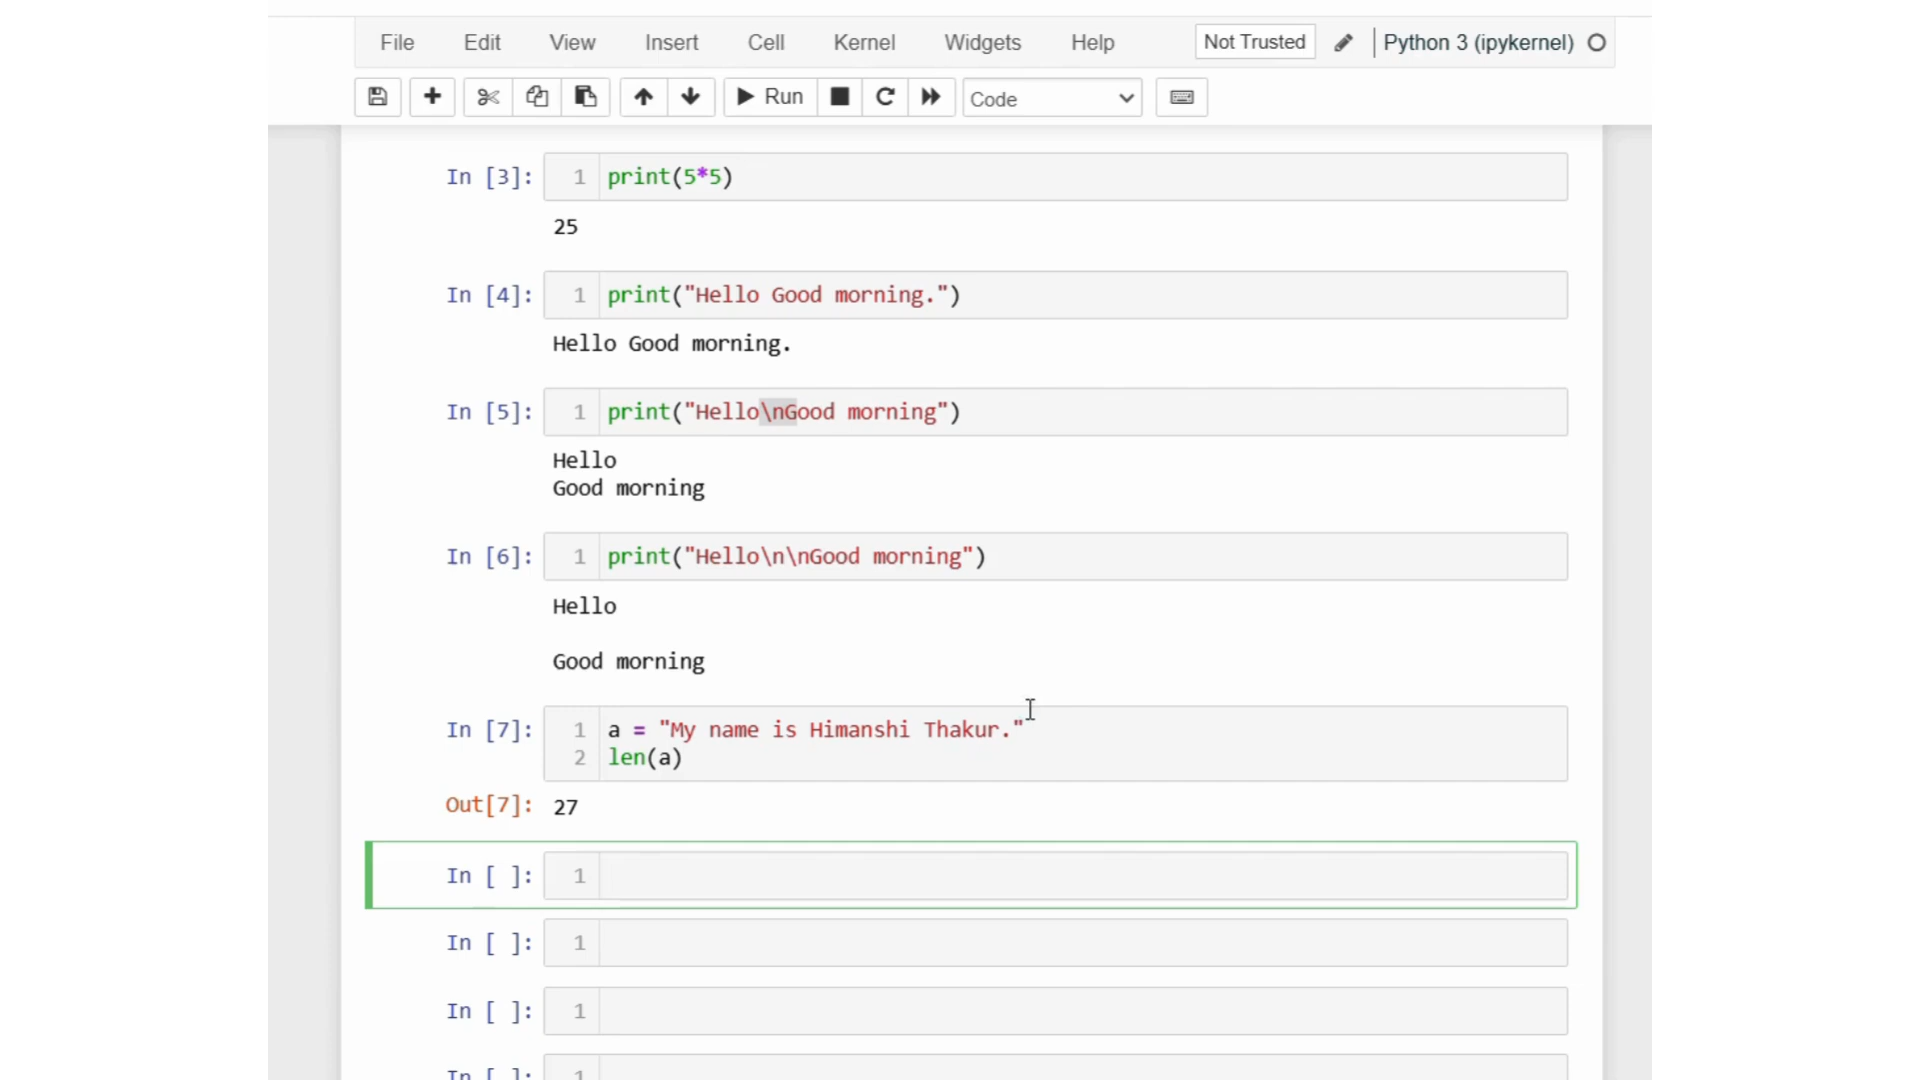 File Edit View Insert Cell Kernel Widgets Help Not Trusted Python 3 (ipykernel)
Run Code
In [3]: 1 print(5*5)
25
In [4]: 1 print("Hello Good morning.")
Hello Good morning.
In [5]: 1 print("Hello\nGood morning")
Hello
Good morning
In [6]: 1 print("Hello\n\nGood morning")
Hello
Good morning
In [7]: 1 a = "My name is Himanshi Thakur."
2 len(a)
Out[7]: 27
In [ ]: 1
In [ ]: 1
In [ ]: 1
In [ ]: 1